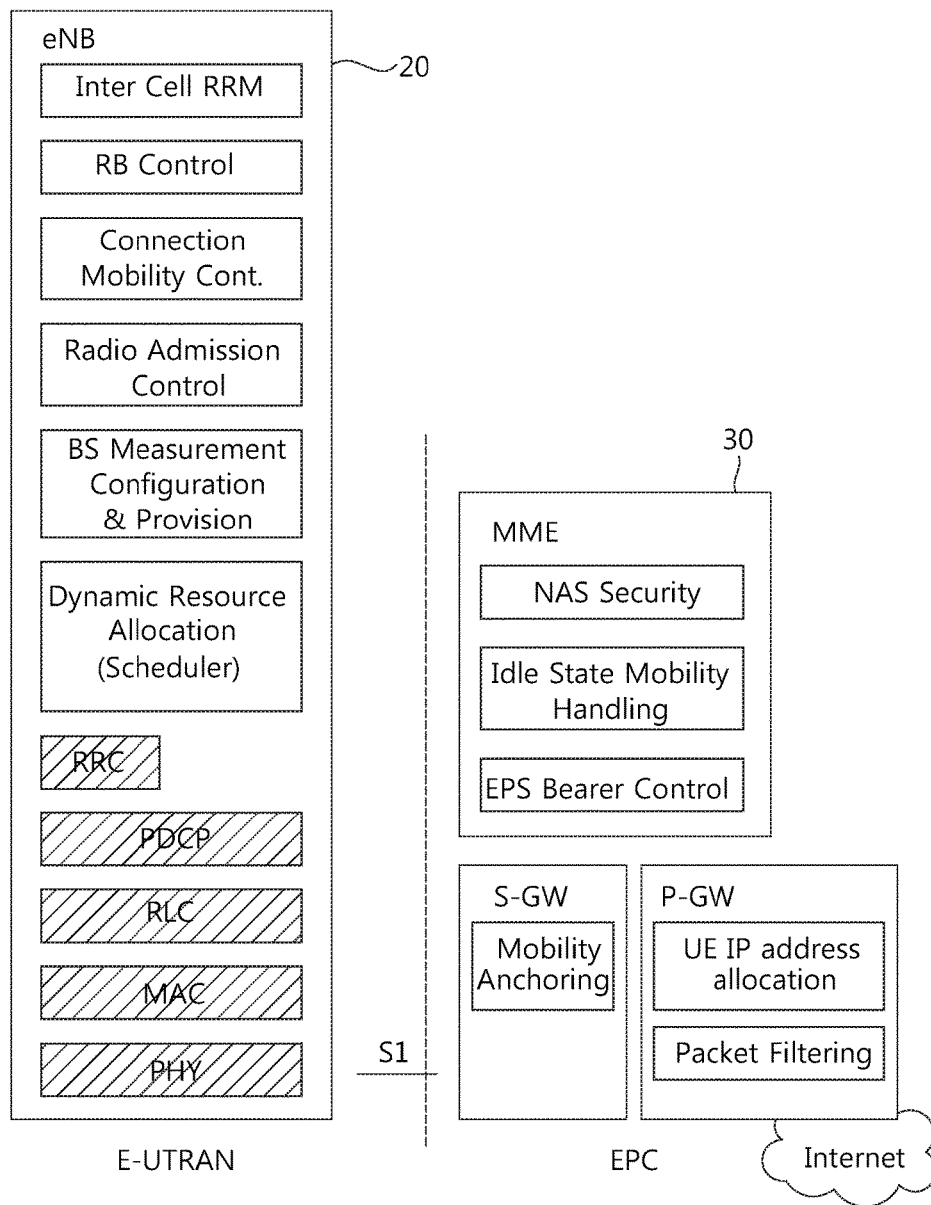 eNB
20
Inter Cell RRM
RB Control
Connection
Mobility Cont.
Radio Admission
Control
BS Measurement
Configuration
& Provision
Dynamic Resource
Allocation
(Scheduler)
RRC
PDCP
RLC
MAC
PHY
S1
E-UTRAN
30
MME
NAS Security
Idle State Mobility
Handling
EPS Bearer Control
S-GW
Mobility
Anchoring
P-GW
UE IP address
allocation
Packet Filtering
EPC
Internet